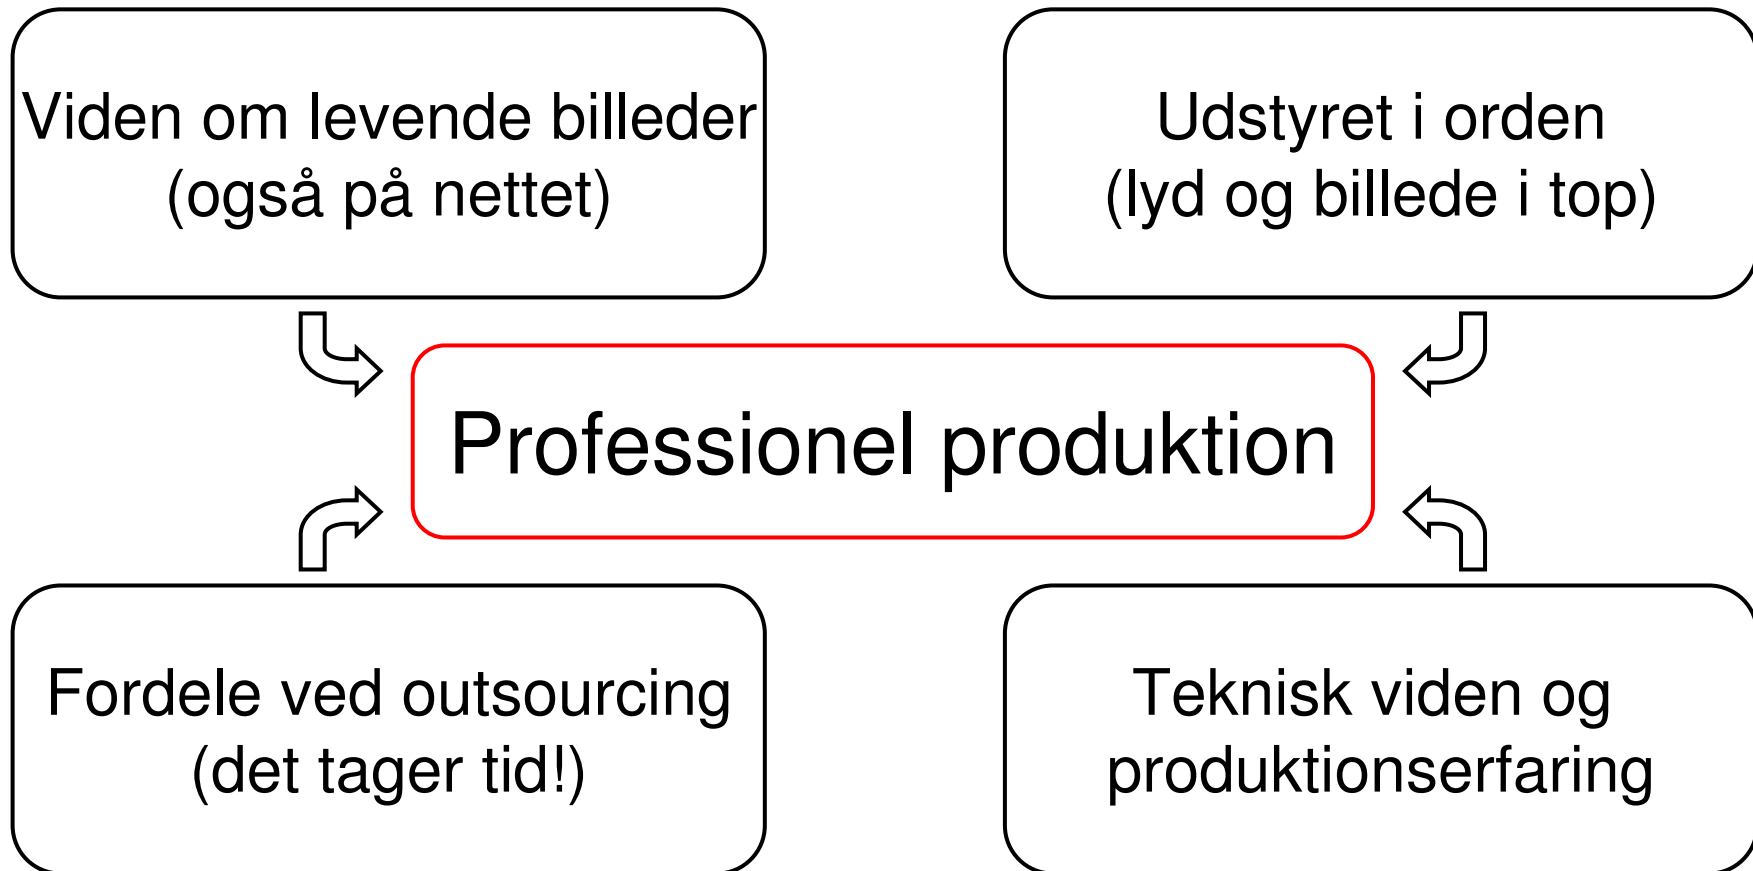 Viden om levende billeder
(også på nettet)
Udstyret i orden
(lyd og billede i top)
Professionel produktion
Fordele ved outsourcing
(det tager tid!)
Teknisk viden og
produktionserfaring